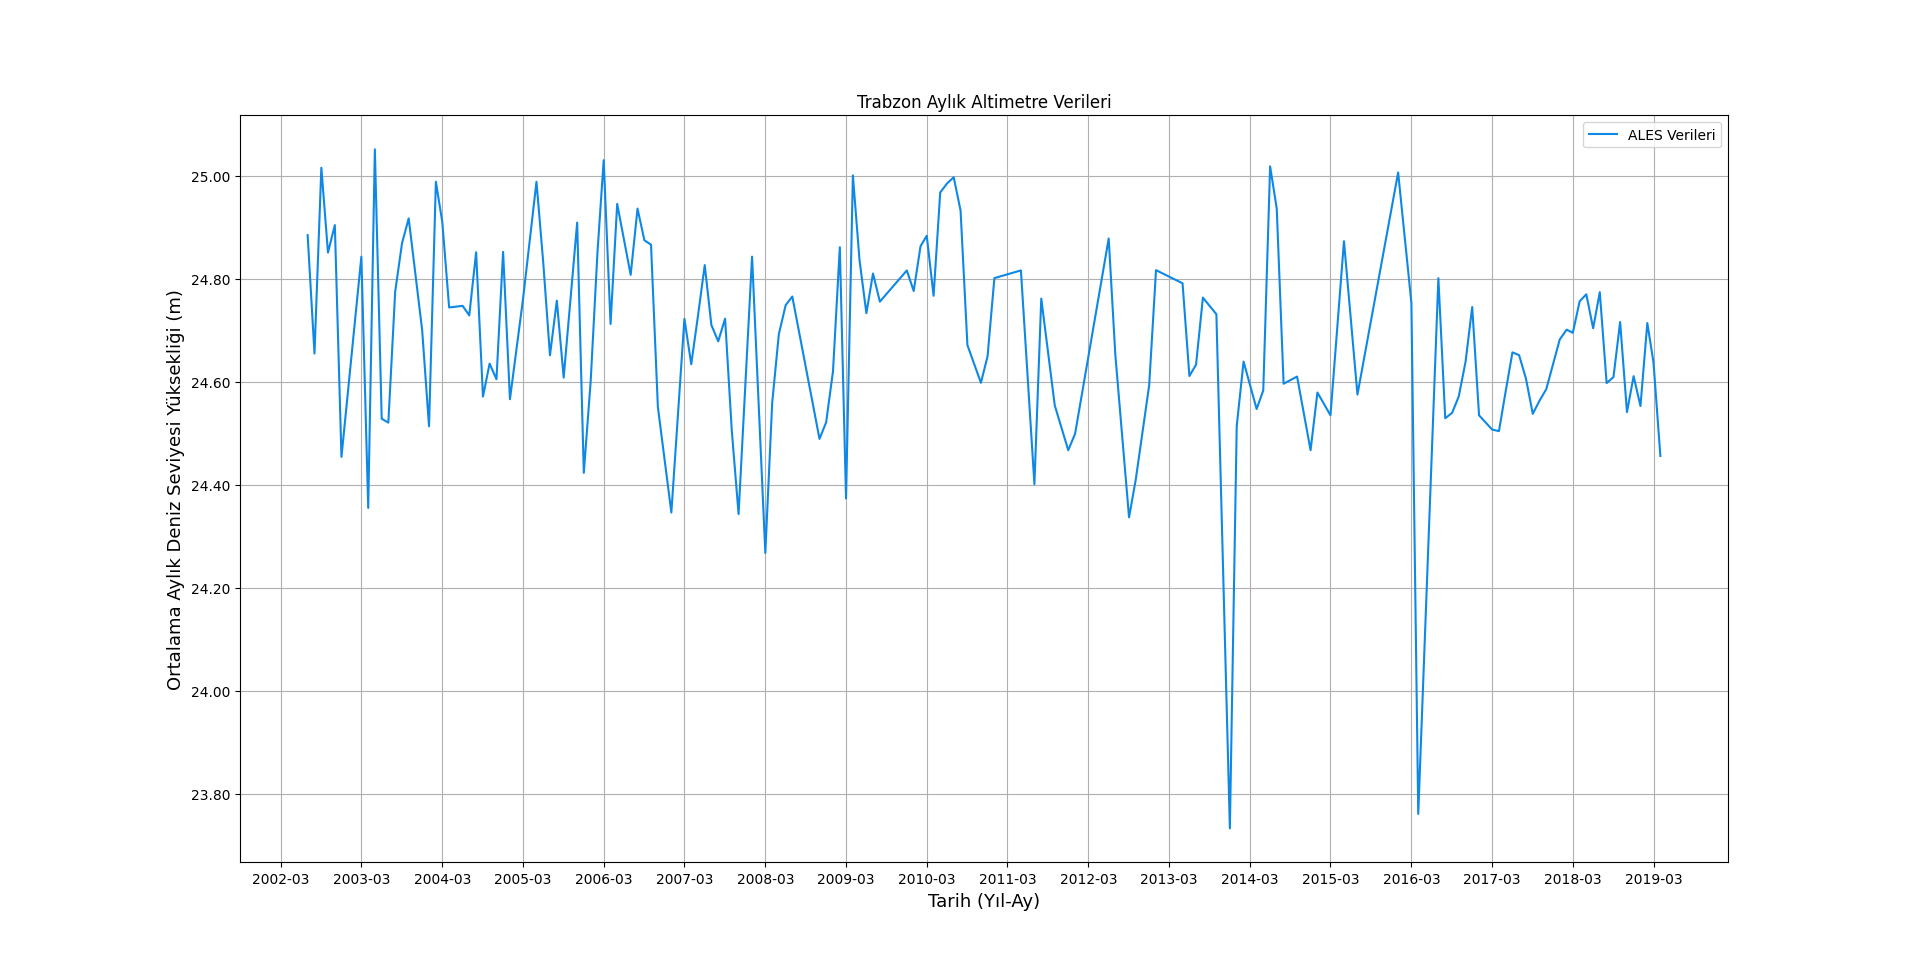 Trabzon Aylık Altimetre Verileri
ALES Verileri
Ortalama Aylık Deniz Seviyesi Yüksekliği (m)
25.00
24.80
24.60
24.40
24.20
24.00
23.80
2002-03 2003-03 2004-03 2005-03 2006-03 2007-03 2008-03 2009-03 2010-03 2011-03 2012-03 2013-03 2014-03 2015-03 2016-03 2017-03 2018-03 2019-03
Tarih (Yıl-Ay)